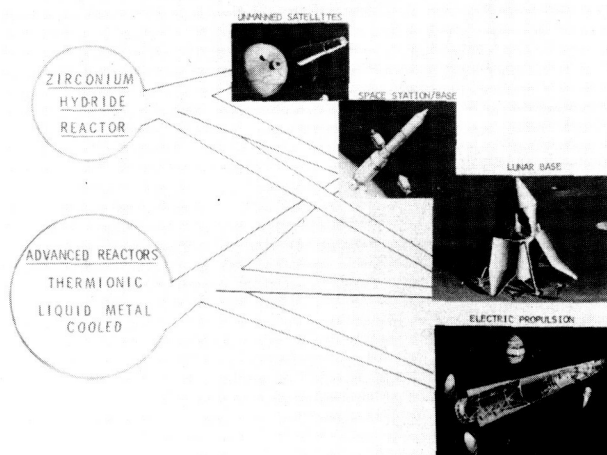 UNMANNED SATELLITES
ZIRCONIUM
HYDRIDE
REACTOR
SPACE STATION/BASE
LUNAR BASE
ADVANCED REACTORS
THERMIONIC
LIQUID METAL
COOLED
ELECTRIC PROPULSION